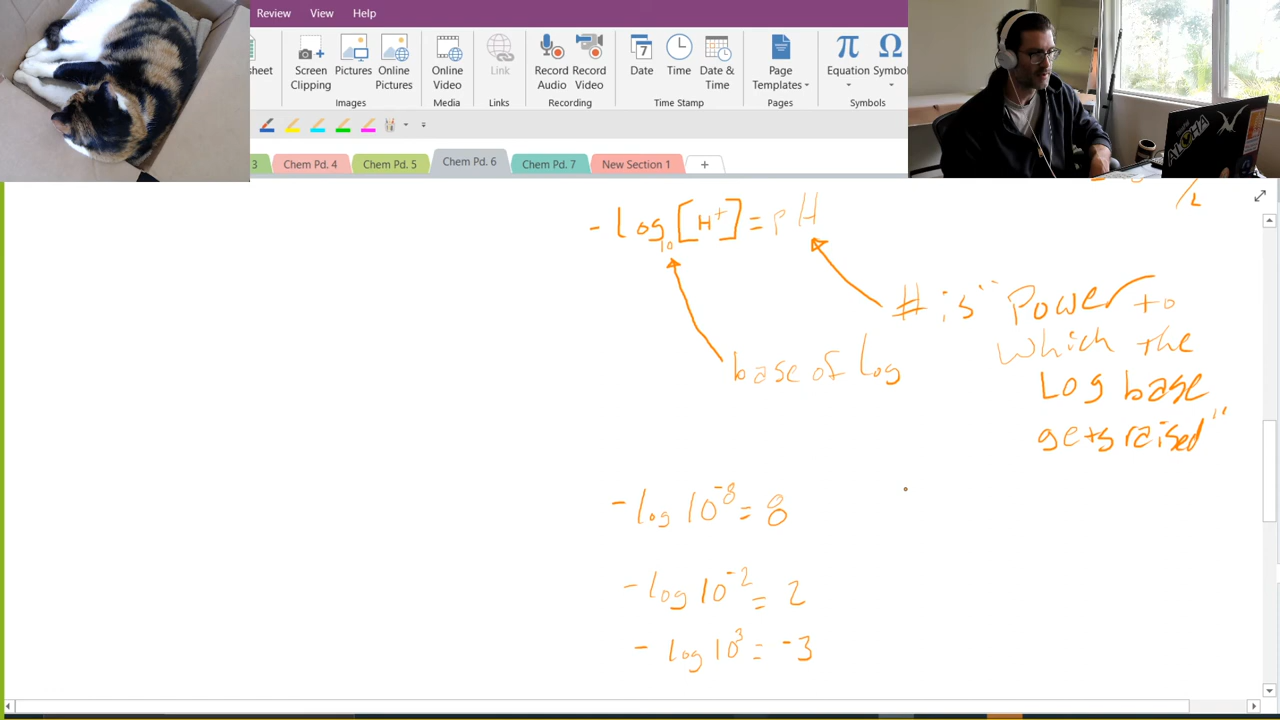 Review View Help
Screen Clipping
Pictures
Online Pictures
Online Video
Link
Record Audio
Record Video
Date
Time
Date & Time
Page Templates
Equation
Symbol
Images
Media
Recording
Time Stamp
Pages
Symbols
3
Chem Pd. 4
Chem Pd. 5
Chem Pd. 6
Chem Pd. 7
New Section 1
ALOHA
-log₁₀[H⁺]=pH
# is "Power to
which the
Log base
gets raised"
base of log
-log 10⁻⁸ = 8
-log 10⁻² = 2
-log 10³ = -3